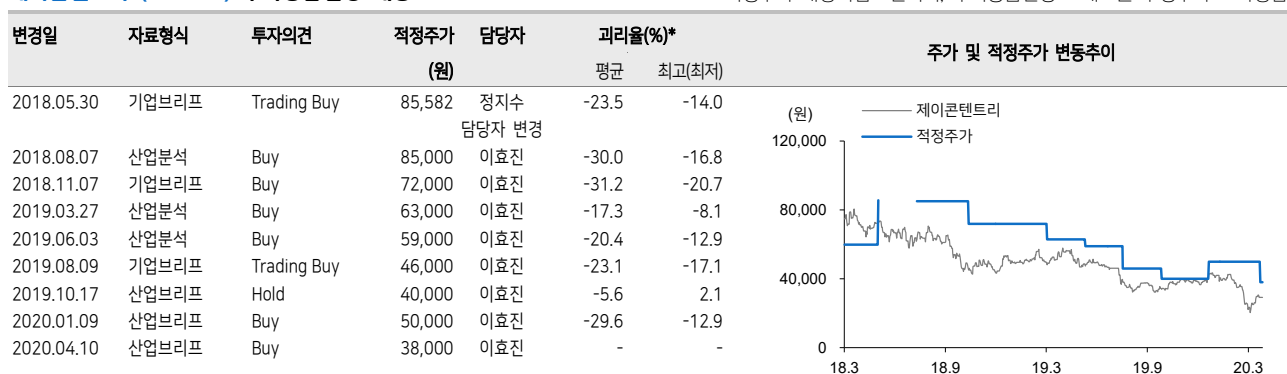 변경일 자료형식 투자의견 적정주가 담당자 괴리율(%)* 주가 및 적정주가 변동추이
(원) 평균 최고(최저)
2018.05.30 기업브리프 Trading Buy 85,582 정지수 -23.5 -14.0
담당자 변경
2018.08.07 산업분석 Buy 85,000 이효진 -30.0 -16.8
2018.11.07 기업브리프 Buy 72,000 이효진 -31.2 -20.7
2019.03.27 산업분석 Buy 63,000 이효진 -17.3 -8.1
2019.06.03 산업분석 Buy 59,000 이효진 -20.4 -12.9
2019.08.09 기업브리프 Trading Buy 46,000 이효진 -23.1 -17.1
2019.10.17 산업브리프 Hold 40,000 이효진 -5.6 2.1
2020.01.09 산업브리프 Buy 50,000 이효진 -29.6 -12.9
2020.04.10 산업브리프 Buy 38,000 이효진 - -
(원)
제이콘텐트리
적정주가
120,000
80,000
40,000
0
18.3 18.9 19.3 19.9 20.3